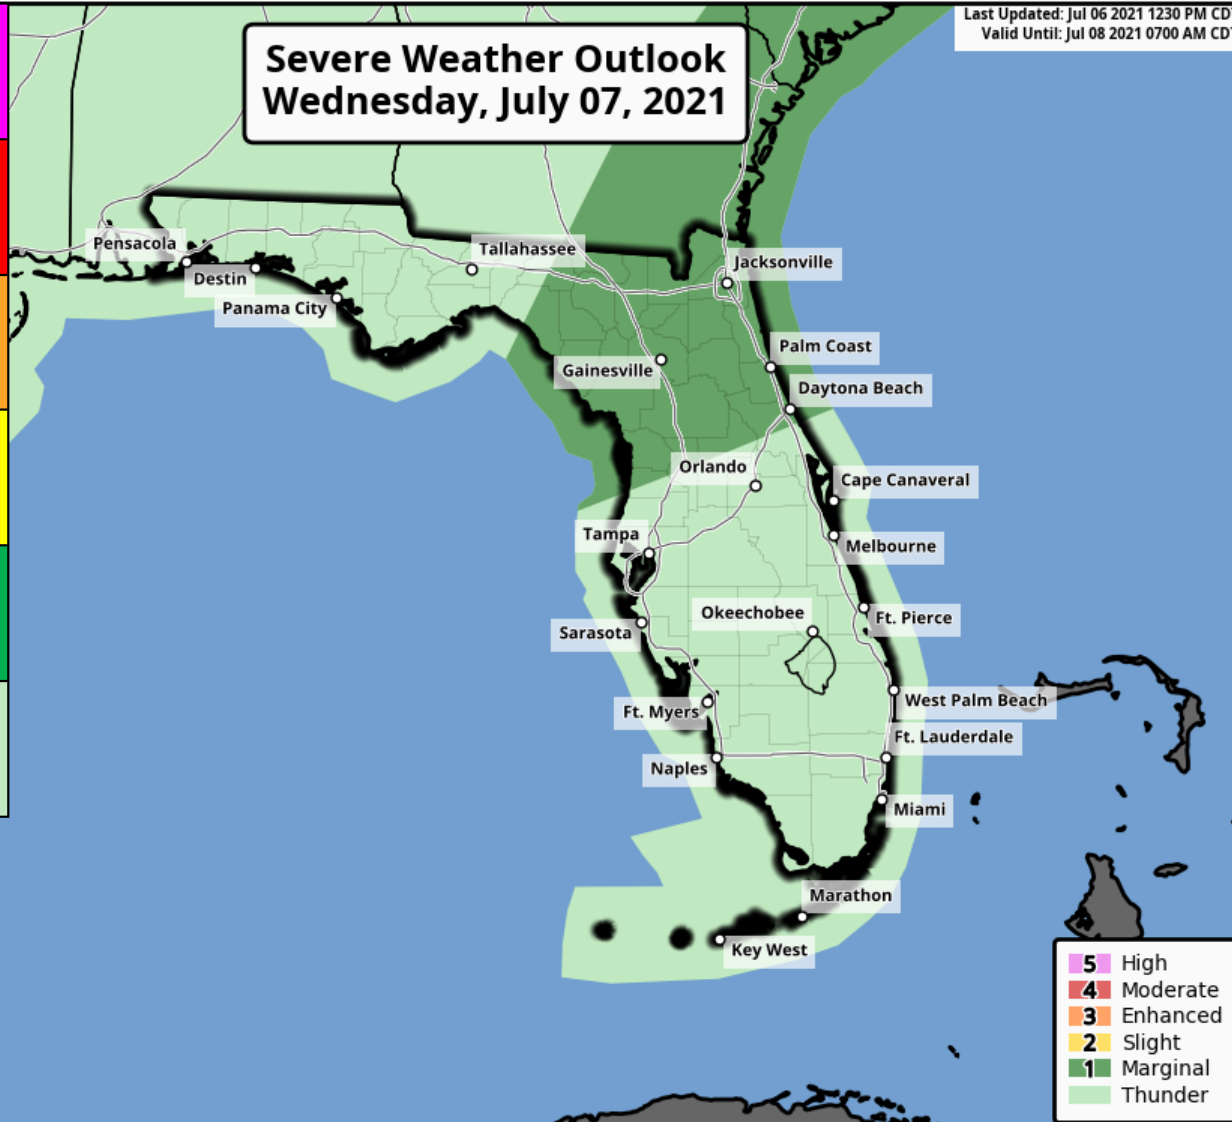 Last Updated: Jul 06 2021 1230 PM CD
Valid Until: Jul 08 2021 0700 AM CD
Severe Weather Outlook
Wednesday, July 07, 2021
Pensacola
Tallahassee
Destin
Jacksonville
Panama City
Palm Coast
Gainesville
Daytona Beach
Orlando
Cape Canaveral
Tampa
Melbourne
Okeechobee
Ft. Pierce
Sarasota
West Palm Beach
Ft. Myers
Ft. Lauderdale
Naples
Miami
Marathon
Key West
5 High
4 Moderate
3 Enhanced
2 Slight
1 Marginal
Thunder